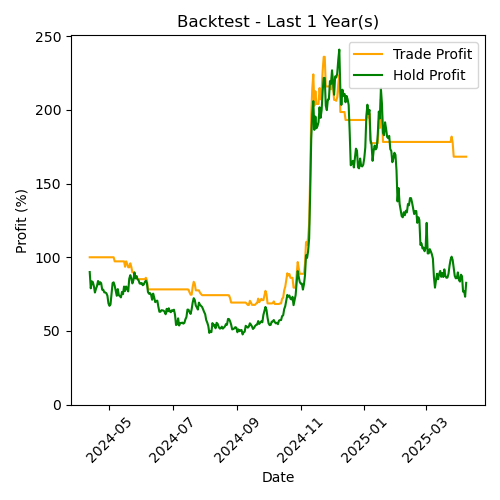 Backtest - Last 1 Year(s)
Trade Profit
Hold Profit
Profit (%)
250
200
150
100
50
0
2024-05
2024-07
2024-09
2024-11
2025-01
2025-03
Date